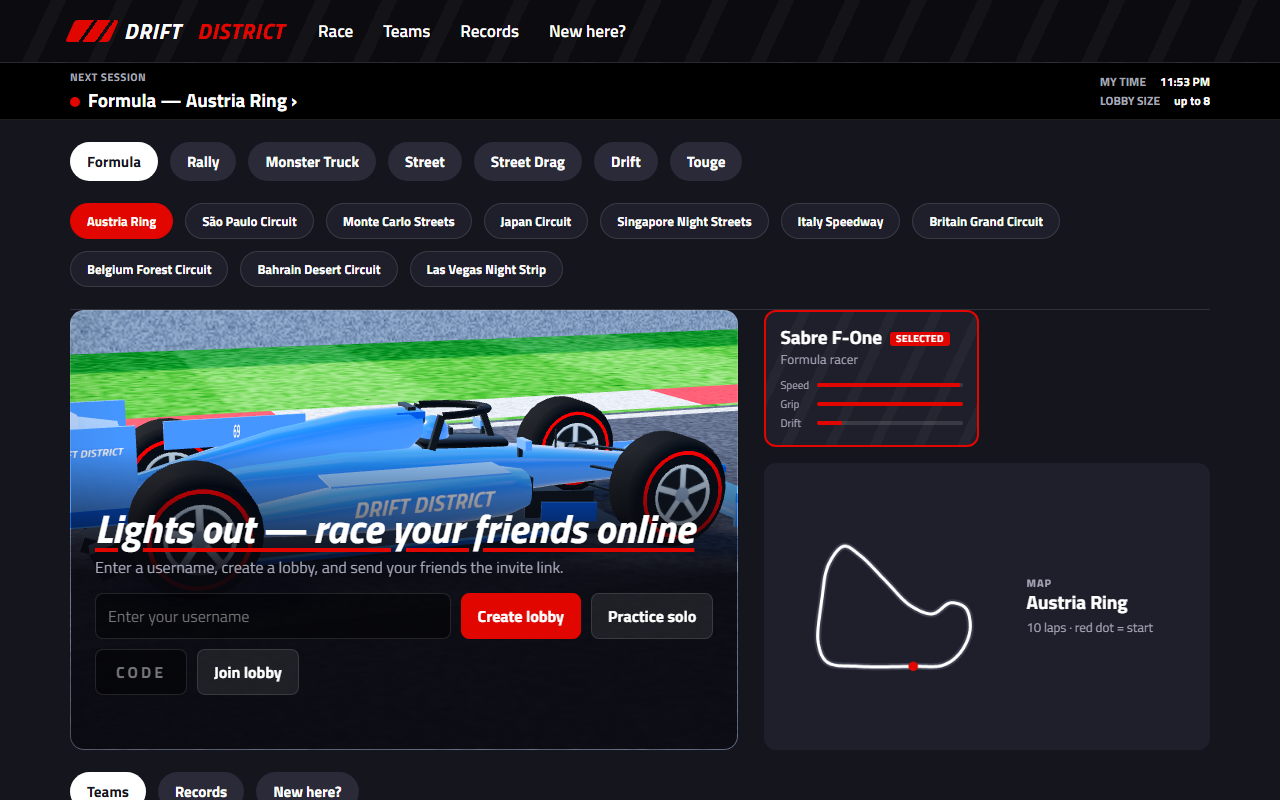 DRIFT DISTRICT Race Teams Records New here?
NEXT SESSION
Formula — Austria Ring ›
MY TIME 11:53 PM
LOBBY SIZE up to 8
Formula Rally Monster Truck Street Street Drag Drift Touge
Austria Ring São Paulo Circuit Monte Carlo Streets Japan Circuit Singapore Night Streets Italy Speedway Britain Grand Circuit
Belgium Forest Circuit Bahrain Desert Circuit Las Vegas Night Strip
69
FT DISTRICT
DRIFT DISTRICT
Lights out — race your friends online
Enter a username, create a lobby, and send your friends the invite link.
Enter your username Create lobby Practice solo
CODE Join lobby
Sabre F-One SELECTED
Formula racer
Speed
Grip
Drift
MAP
Austria Ring
10 laps · red dot = start
Teams Records New here?